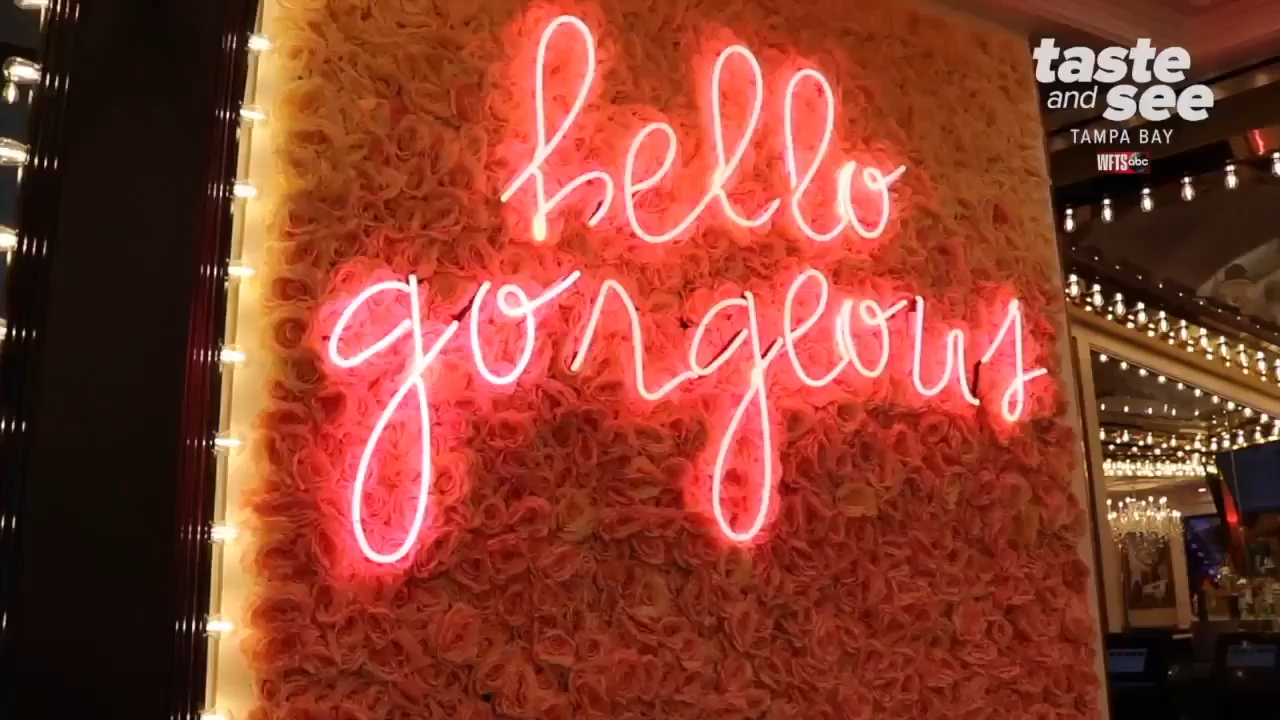 hello
gorgeous
taste
and see
TAMPA BAY
WFTS abc